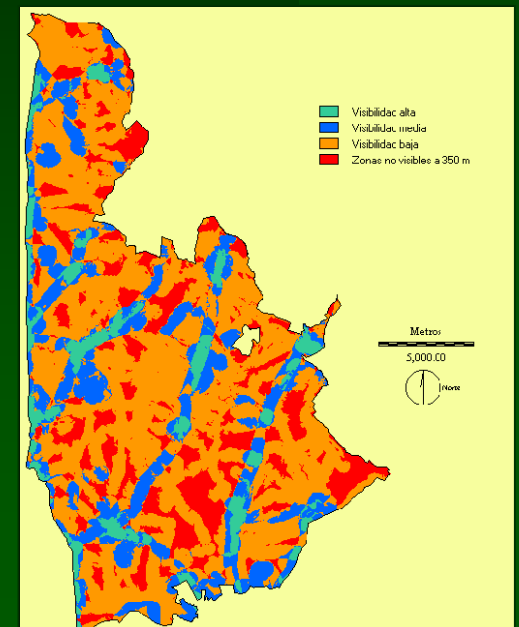 Visibilidac alta
Visibilidac media
Visibilidac baja
Zonas no visibles a 350 m
Metros
5,000.00
Norte